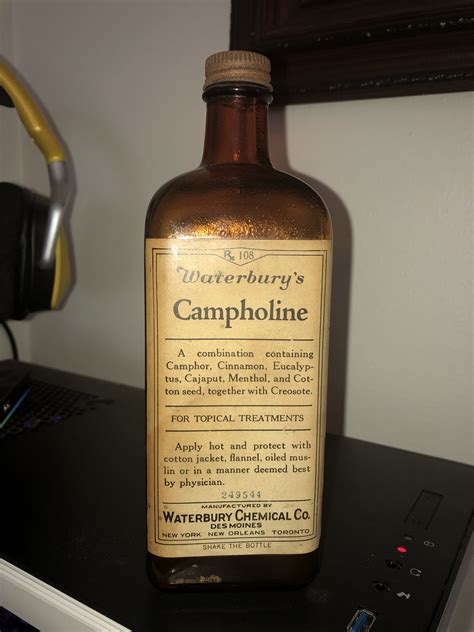 ℞ 108
Waterbury's
Campholine
A combination containing
Camphor, Cinnamon, Eucalyp-
tus, Cajaput, Menthol, and Cot-
ton seed, together with Creosote.
FOR TOPICAL TREATMENTS
Apply hot and protect with
cotton jacket, flannel, oiled mus-
lin or in a manner deemed best
by physician.
249544
MANUFACTURED BY
WATERBURY CHEMICAL CO.
DES MOINES
NEW YORK NEW ORLEANS TORONTO
SHAKE THE BOTTLE